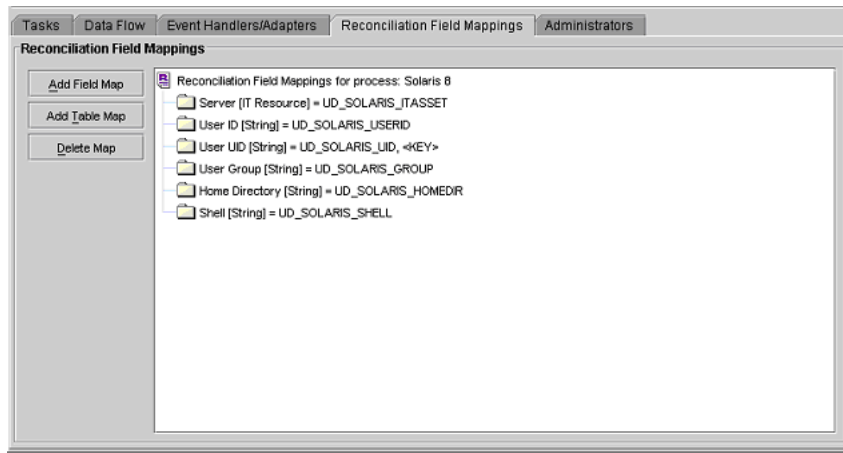 Tasks Data Flow Event Handlers/Adapters Reconciliation Field Mappings Administrators
Reconciliation Field Mappings
Add Field Map
Add Table Map
Delete Map
Reconciliation Field Mappings for process: Solaris 8
Server [IT Resource] = UD_SOLARIS_ITASSET
User ID [String] = UD_SOLARIS_USERID
User UID [String] = UD_SOLARIS_UID, <KEY>
User Group [String] = UD_SOLARIS_GROUP
Home Directory [String] = UD_SOLARIS_HOMEDIR
Shell [String] = UD_SOLARIS_SHELL